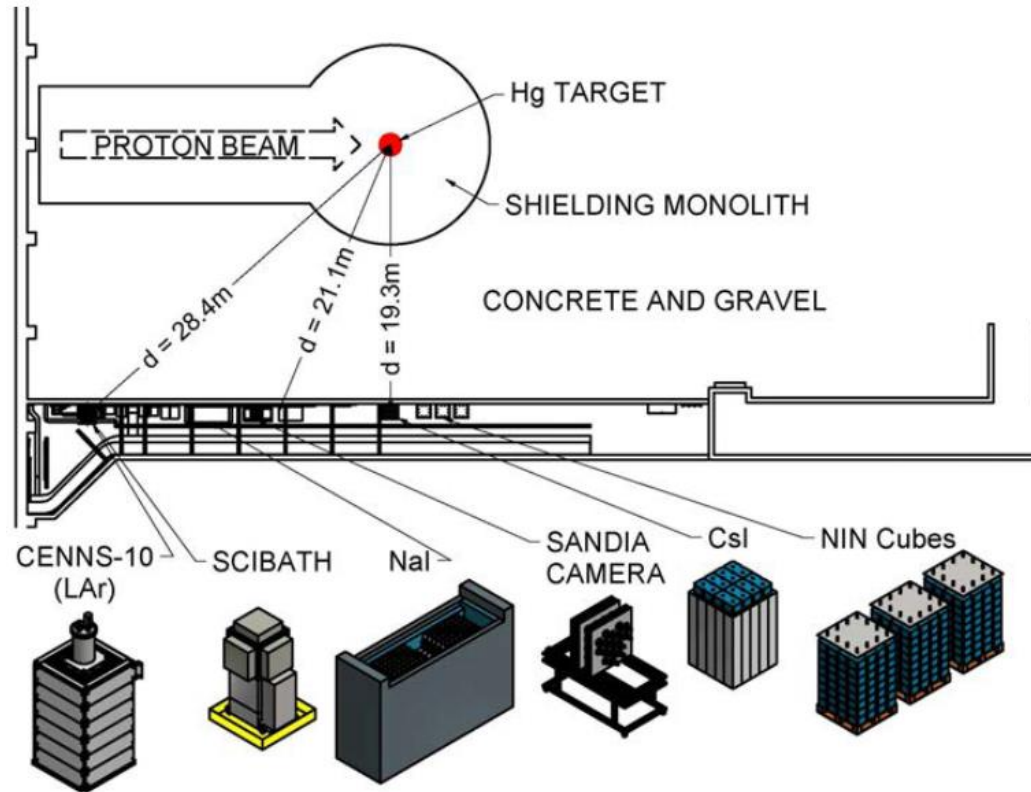 Hg TARGET
PROTON BEAM
SHIELDING MONOLITH
d = 28.4m
d = 21.1m
d = 19.3m
CONCRETE AND GRAVEL
CENNS-10
(LAr)
SCIBATH
NaI
SANDIA
CAMERA
CsI
NIN Cubes